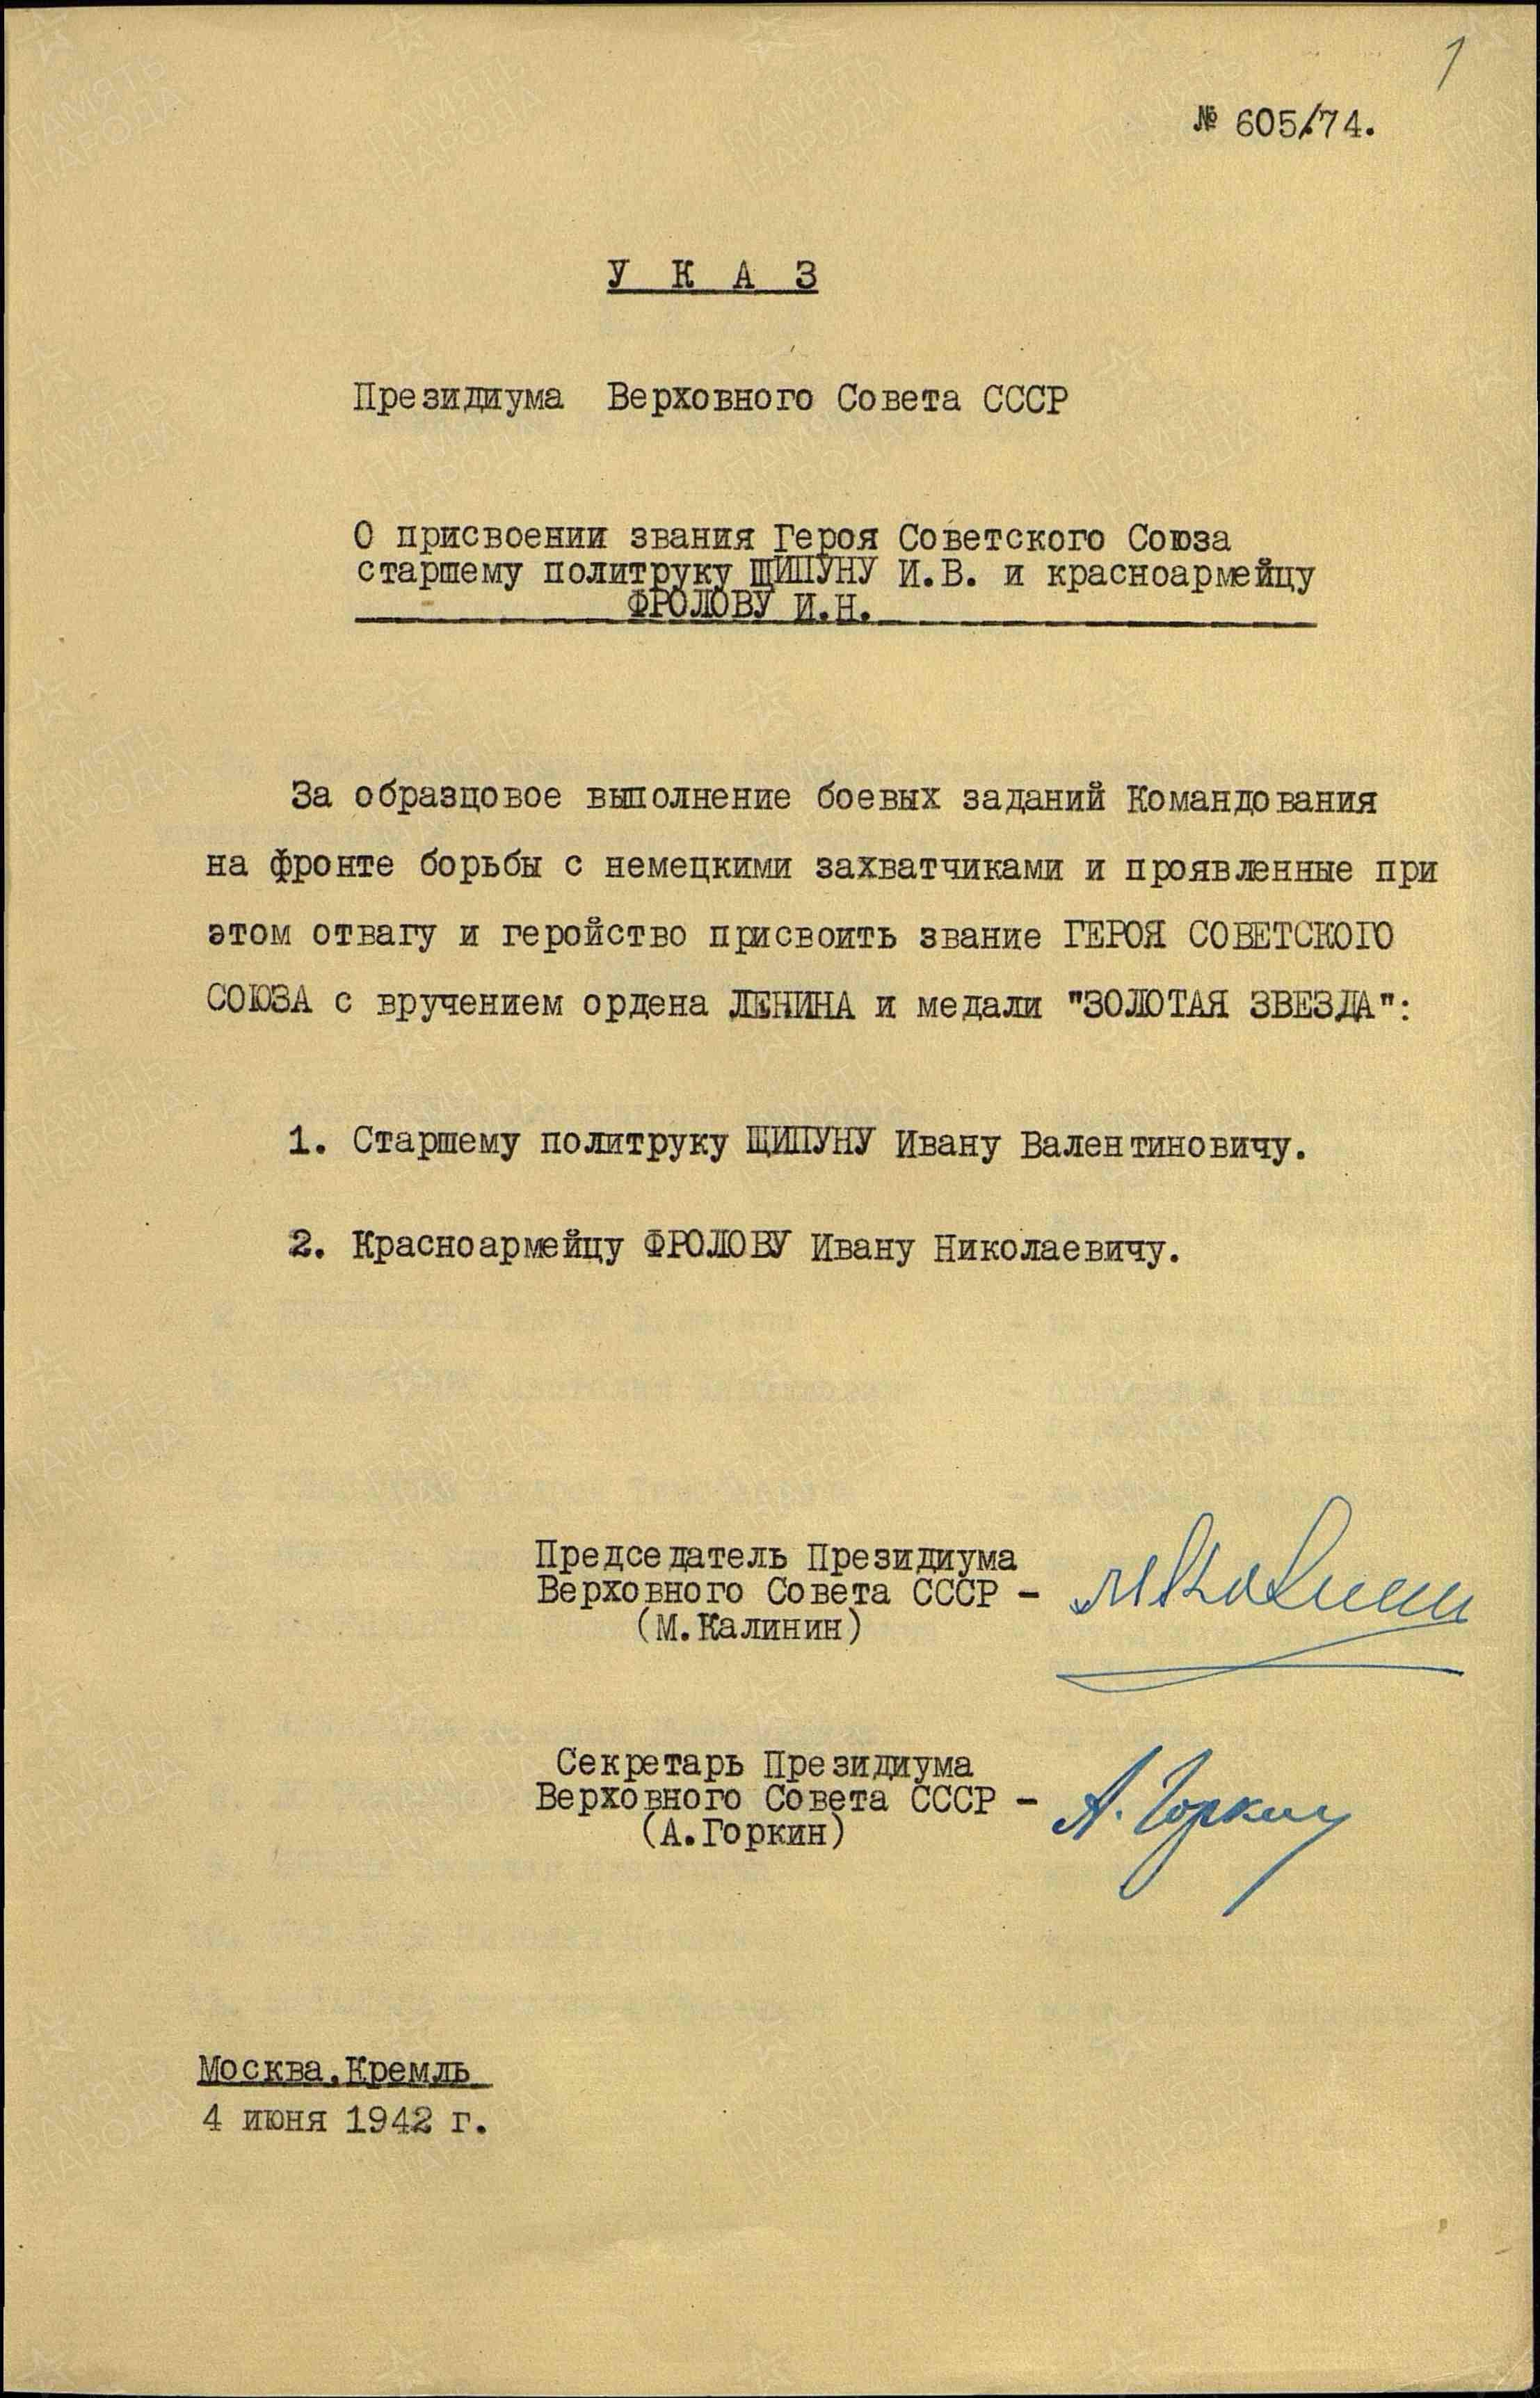 1
№ 605/74.
У К А З
Президиума Верховного Совета СССР
О присвоении звания Героя Советского Союза
старшему политруку ЩИПУНУ И.В. и красноармейцу
ФРОЛОВУ И.Н.
За образцовое выполнение боевых заданий Командования
на фронте борьбы с немецкими захватчиками и проявленные при
этом отвагу и геройство присвоить звание ГЕРОЯ СОВЕТСКОГО
СОЮЗА с вручением ордена ЛЕНИНА и медали "ЗОЛОТАЯ ЗВЕЗДА":
1. Старшему политруку ЩИПУНУ Ивану Валентиновичу.
2. Красноармейцу ФРОЛОВУ Ивану Николаевичу.
Председатель Президиума
Верховного Совета СССР - МКалинин
(М.Калинин)
Секретарь Президиума
Верховного Совета СССР - А. Горкин
(А.Горкин)
Москва.Кремль
4 июня 1942 г.
ПАМЯТЬ
НАРОДА